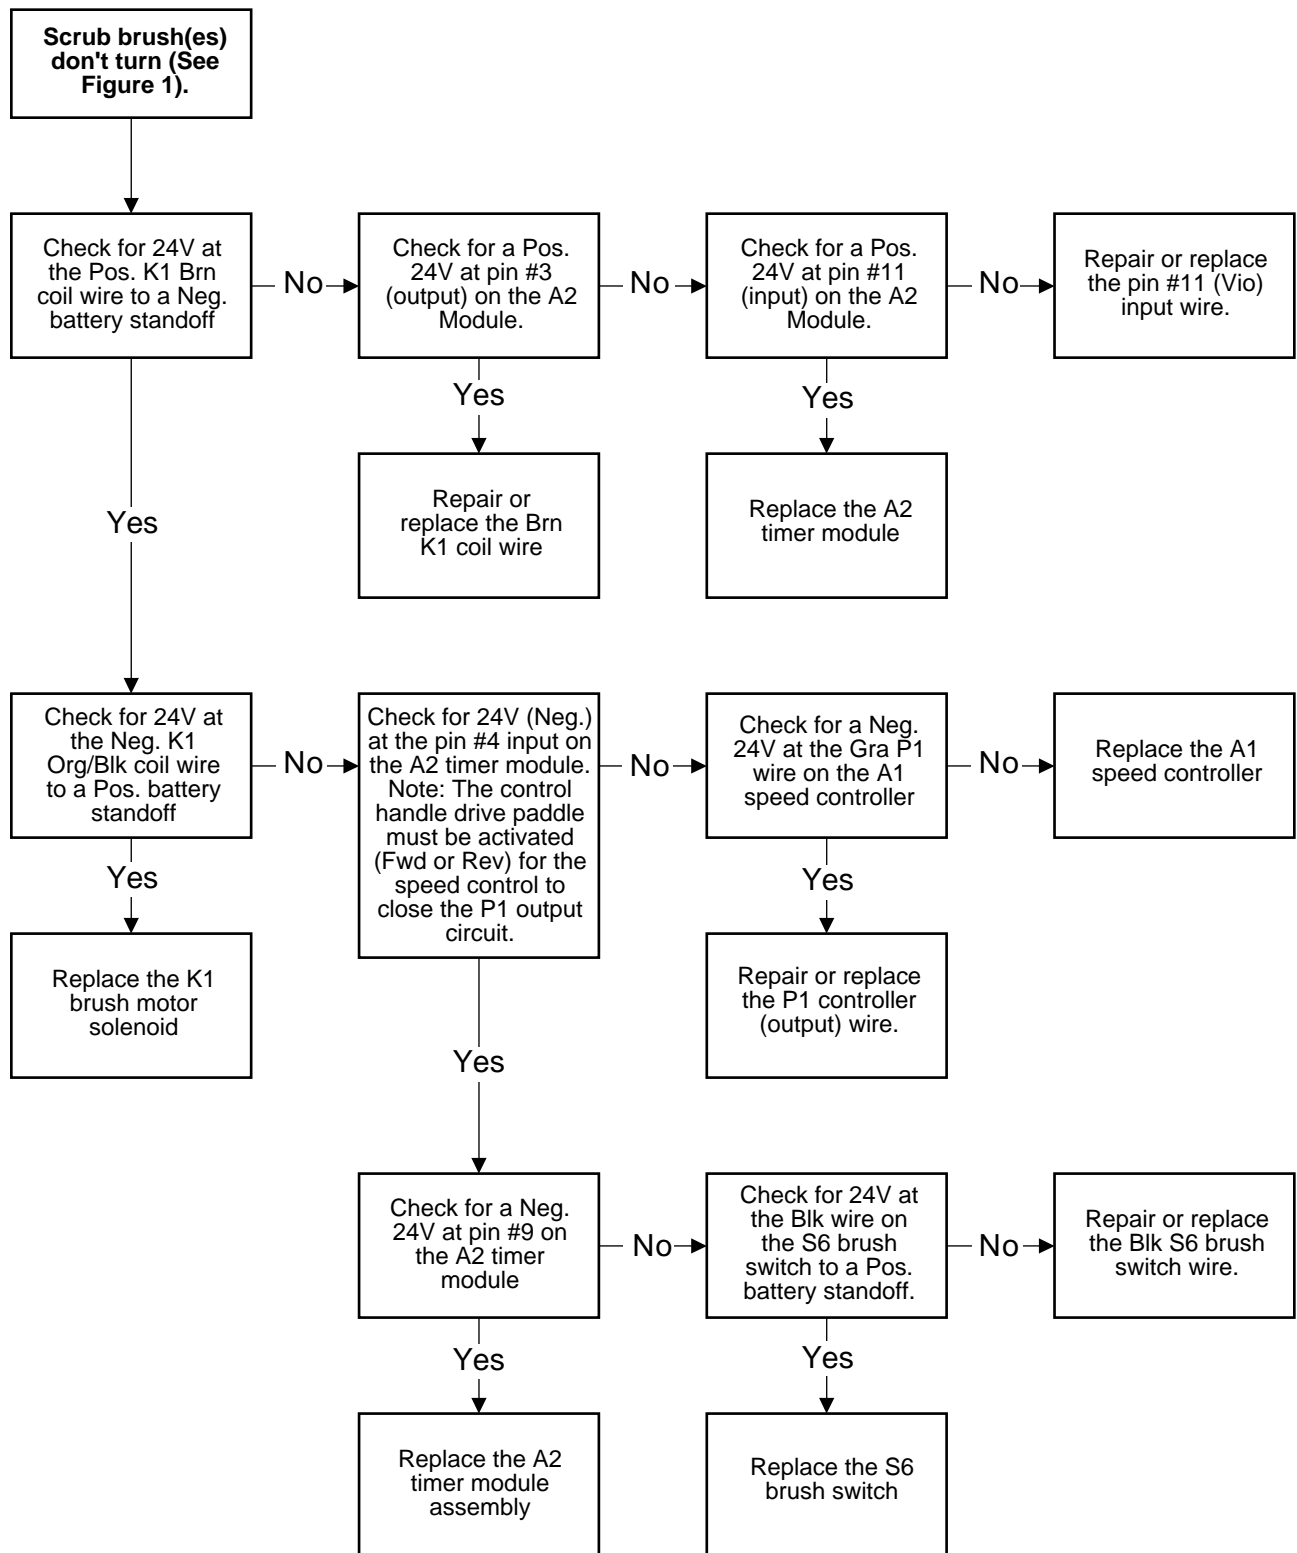 Scrub brush(es)
don't turn (See
Figure 1).
Check for 24V at
the Pos. K1 Brn
coil wire to a Neg.
battery standoff
No
Check for a Pos.
24V at pin #3
(output) on the A2
Module.
No
Check for a Pos.
24V at pin #11
(input) on the A2
Module.
No
Repair or replace
the pin #11 (Vio)
input wire.
Yes
Yes
Yes
Repair or
replace the Brn
K1 coil wire
Replace the A2
timer module
Check for 24V at
the Neg. K1
Org/Blk coil wire
to a Pos. battery
standoff
No
Check for 24V (Neg.)
at the pin #4 input on
the A2 timer module.
Note: The control
handle drive paddle
must be activated
(Fwd or Rev) for the
speed control to
close the P1 output
circuit.
No
Check for a Neg.
24V at the Gra P1
wire on the A1
speed controller
No
Replace the A1
speed controller
Yes
Yes
Replace the K1
brush motor
solenoid
Repair or replace
the P1 controller
(output) wire.
Yes
Check for a Neg.
24V at pin #9 on
the A2 timer
module
No
Check for 24V at
the Blk wire on
the S6 brush
switch to a Pos.
battery standoff.
No
Repair or replace
the Blk S6 brush
switch wire.
Yes
Yes
Replace the A2
timer module
assembly
Replace the S6
brush switch